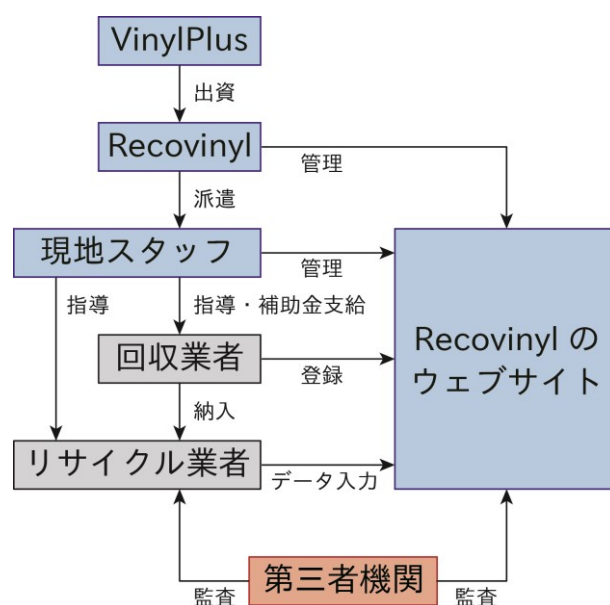 VinylPlus
出資
Recovinyl
管理
派遣
現地スタッフ
管理
指導
指導・補助金支給
Recovinyl の
ウェブサイト
回収業者
登録
納入
リサイクル業者
データ入力
第三者機関
監査
監査